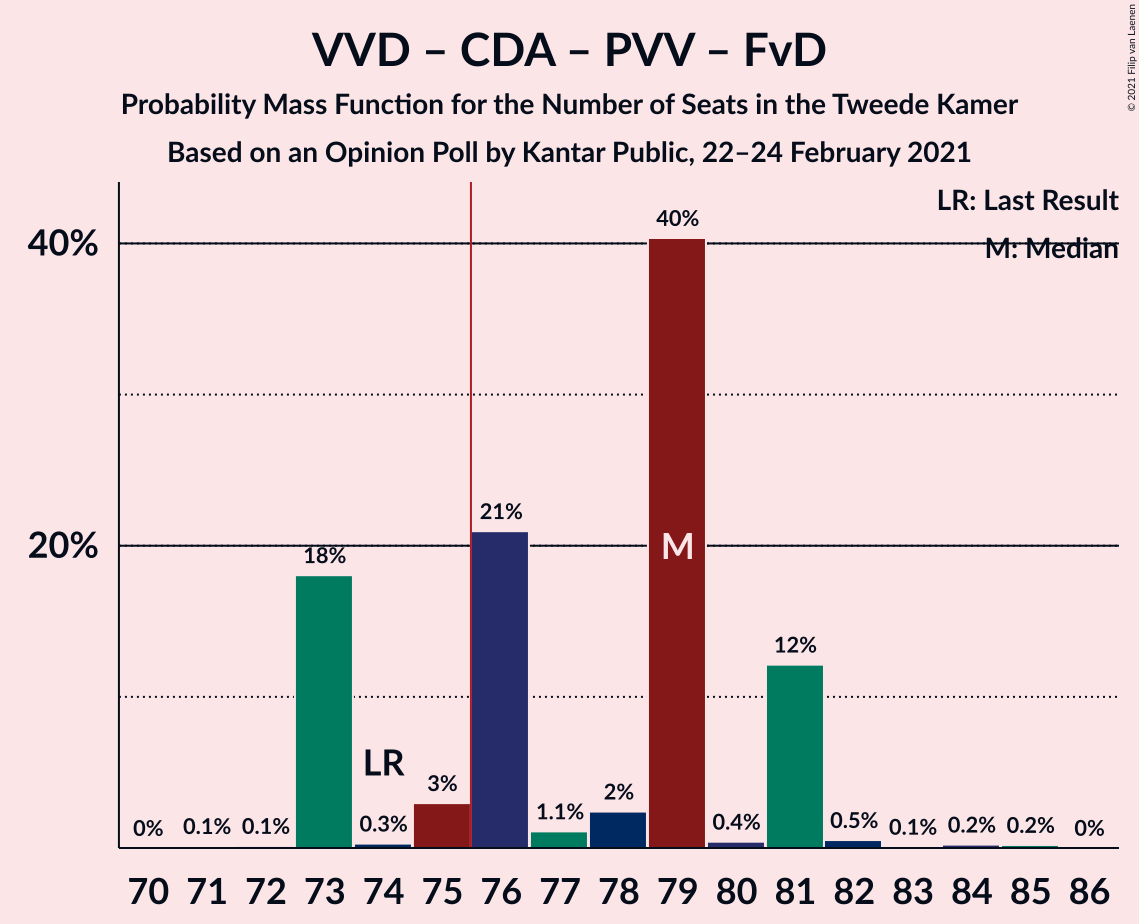 VVD – CDA – PVV – FvD
Probability Mass Function for the Number of Seats in the Tweede Kamer
Based on an Opinion Poll by Kantar Public, 22–24 February 2021
© 2021 Filip van Laenen
LR: Last Result
M: Median
40%
20%
0%
0.1%
0.1%
18%
0.3%
LR
3%
21%
1.1%
2%
40%
M
0.4%
12%
0.5%
0.1%
0.2%
0.2%
0%
70 71 72 73 74 75 76 77 78 79 80 81 82 83 84 85 86